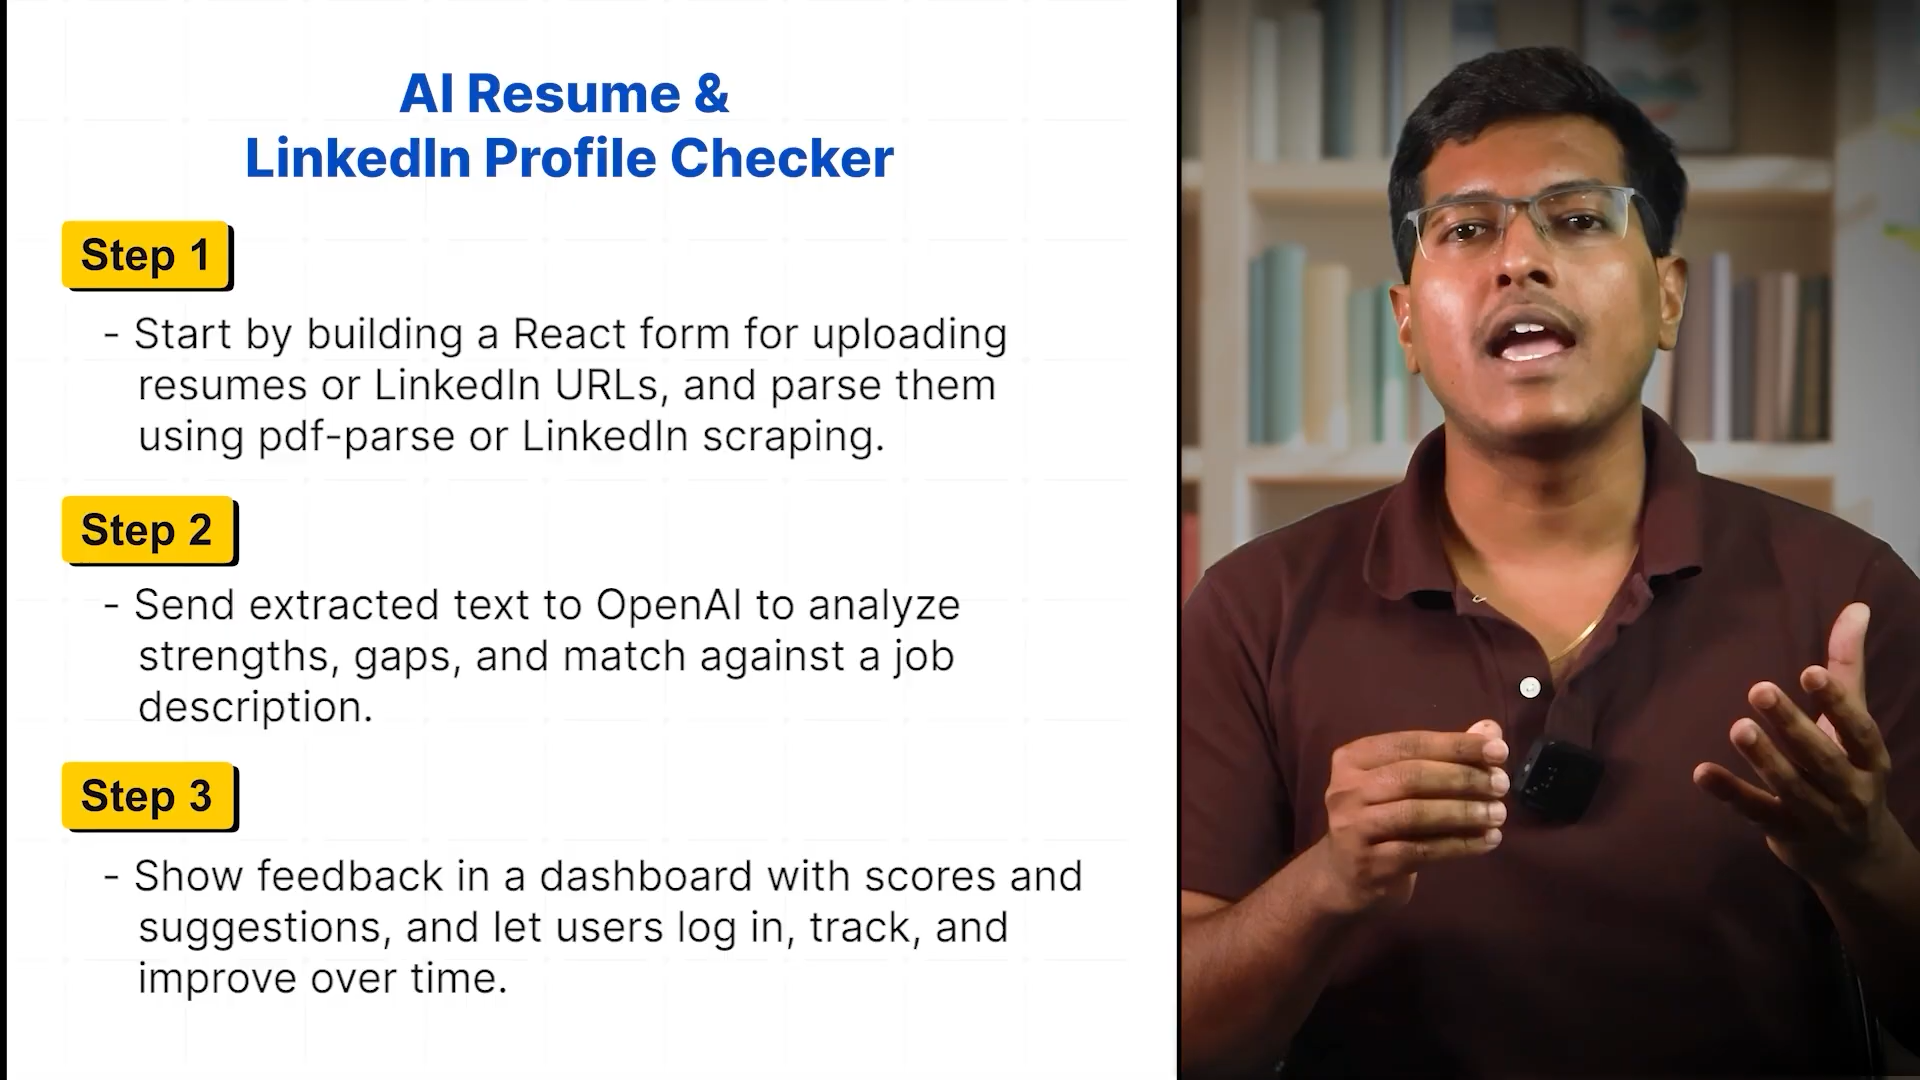 AI Resume &
LinkedIn Profile Checker
Step 1
- Start by building a React form for uploading
resumes or LinkedIn URLs, and parse them
using pdf-parse or LinkedIn scraping.
Step 2
- Send extracted text to OpenAI to analyze
strengths, gaps, and match against a job
description.
Step 3
- Show feedback in a dashboard with scores and
suggestions, and let users log in, track, and
improve over time.